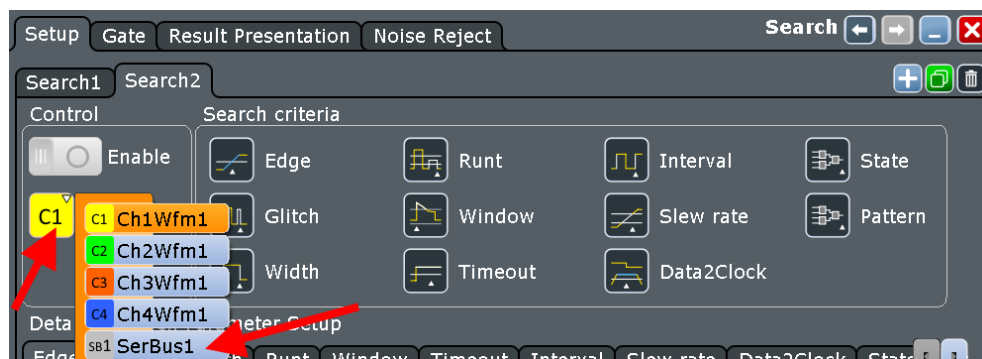 Setup Gate Result Presentation Noise Reject Search
Search1 Search2
Control Search criteria
Enable Edge Runt Interval State
C1 C1 Ch1Wfm1 Glitch Window Slew rate Pattern
C2 Ch2Wfm1
C3 Ch3Wfm1 Width Timeout Data2Clock
C4 Ch4Wfm1
Deta Setup
SB1 SerBus1
Edge Runt Window Timeout Interval Slew rate Data2Clock State